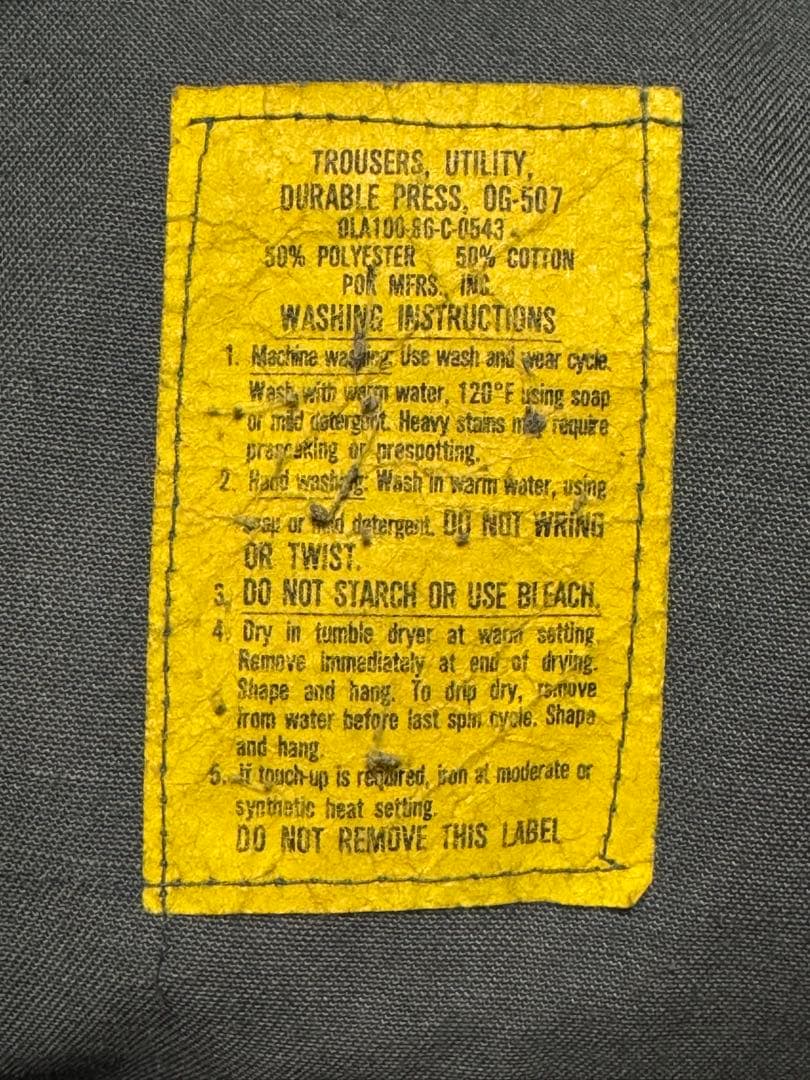 TROUSERS, UTILITY,
DURABLE PRESS, OG-507
DLA100-86-C-0543
50% POLYESTER 50% COTTON
MFRS. INC.
WASHING INSTRUCTIONS
1. Machine washing: Use wash and wear cycle.
Wash with warm water, 120°F using soap
or mild detergent. Heavy stains may require
presoaking or prespotting.
2. Hand washing: Wash in warm water, using
soap or mild detergent. DO NOT WRING
OR TWIST.
3. DO NOT STARCH OR USE BLEACH.
4. Dry in tumble dryer at warm setting.
Remove immediately at end of drying.
Shape and hang. To drip dry, remove
from water before last spin cycle. Shape
and hang.
5. If touch-up is required, iron at moderate or
synthetic heat setting.
DO NOT REMOVE THIS LABEL